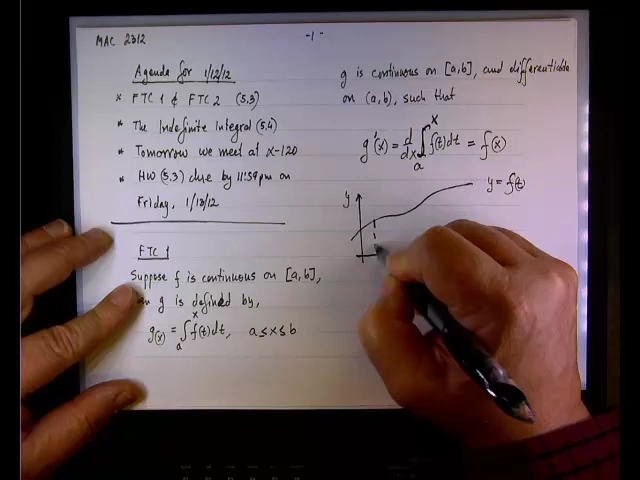 MAC 2312
-1-
Agenda for 1/12/12
* FTC 1 & FTC 2 (5.3)
* The Indefinite integral (5.4)
* Tomorrow we meet at X-120
* HW (5.3) due by 11:59pm on
Friday, 1/13/12
FTC 1
Suppose f is continuous on [a,b],
g is defined by,
g(x) = ∫ₐˣ f(t)dt, a ≤ x ≤ b
g is continuous on [a,b], and differentiable
on (a,b), such that
g'(x) = d/dx ∫ₐˣ f(t)dt = f(x)
y
y = f(t)